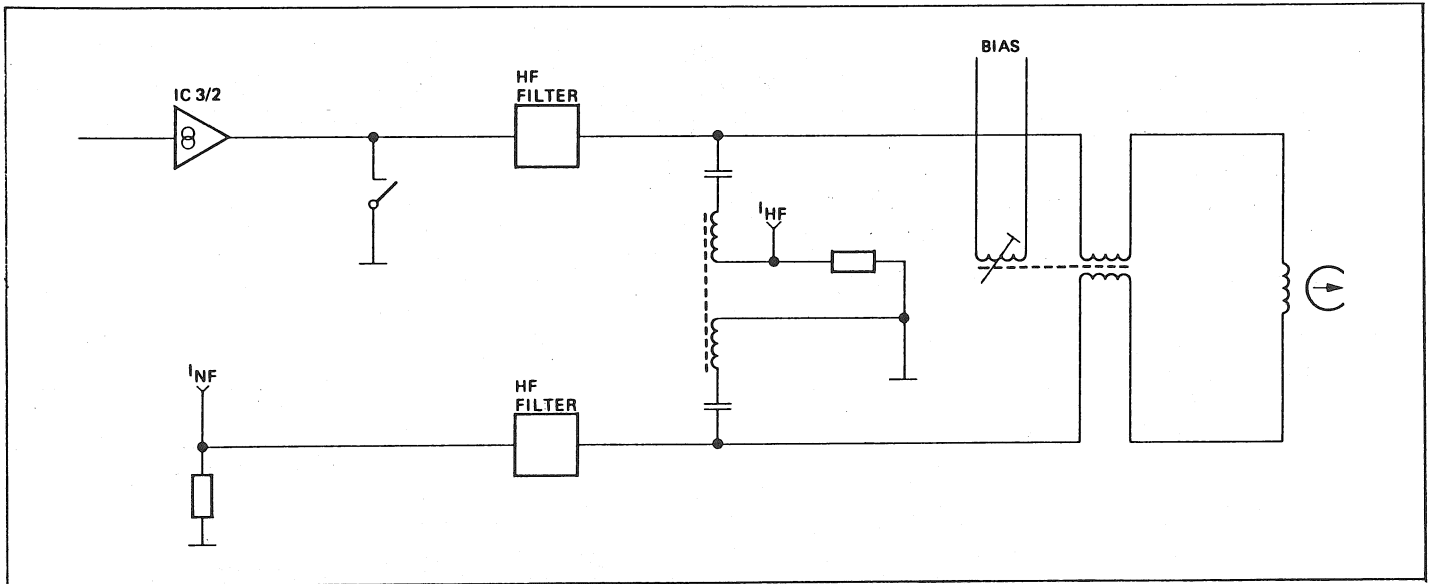 BIAS
HF
FILTER
IC 3/2
IHF
INF
HF
FILTER